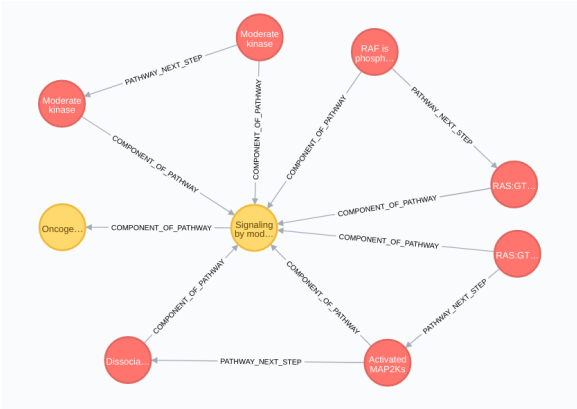 Moderate
kinase
RAF is
phosph...
PATHWAY_NEXT_STEP
Moderate
kinase
COMPONENT_OF_PATHWAY
COMPONENT_OF_PATHWAY
PATHWAY_NEXT_STEP
COMPONENT_OF_PATHWAY
RAS:GT...
COMPONENT_OF_PATHWAY
Oncoge...
COMPONENT_OF_PATHWAY
Signaling
by mod...
COMPONENT_OF_PATHWAY
RAS:GT...
COMPONENT_OF_PATHWAY
COMPONENT_OF_PATHWAY
PATHWAY_NEXT_STEP
Dissocia...
PATHWAY_NEXT_STEP
Activated
MAP2Ks